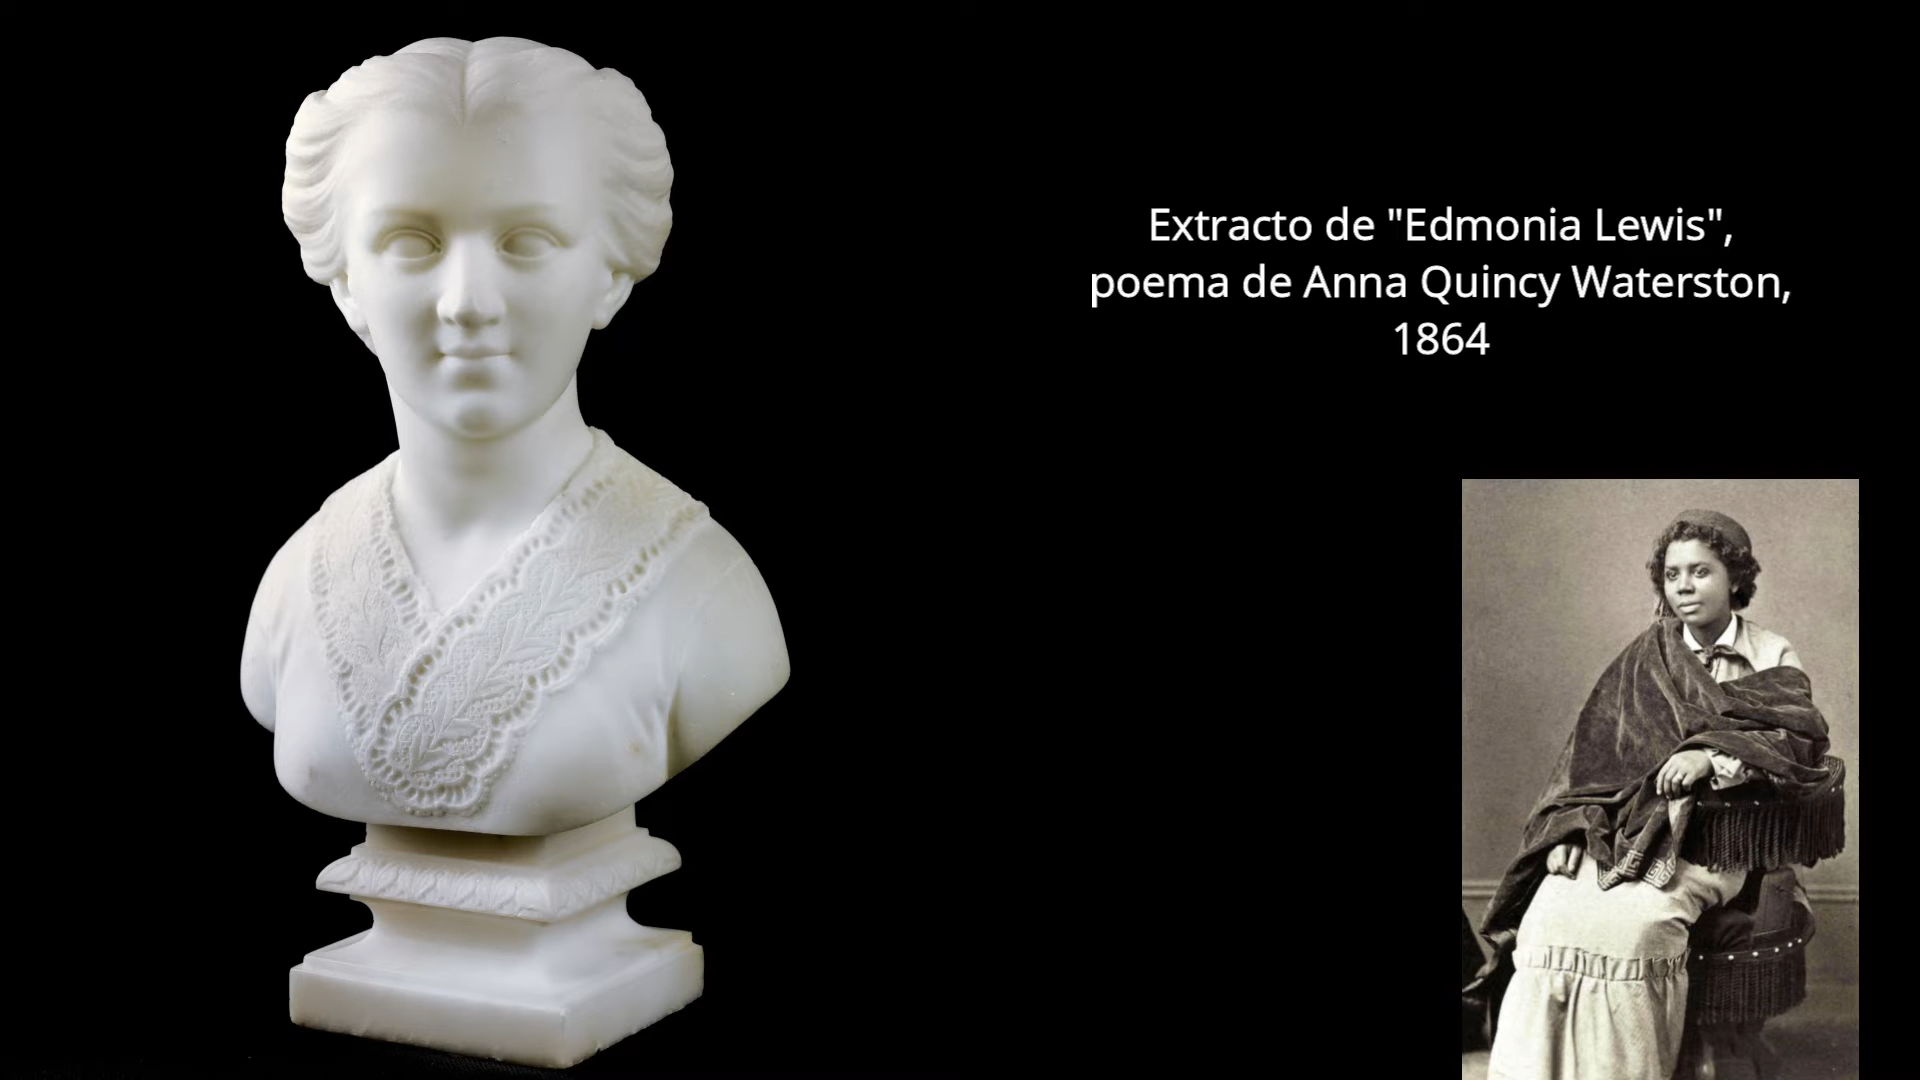 Extracto de "Edmonia Lewis",
poema de Anna Quincy Waterston,
1864